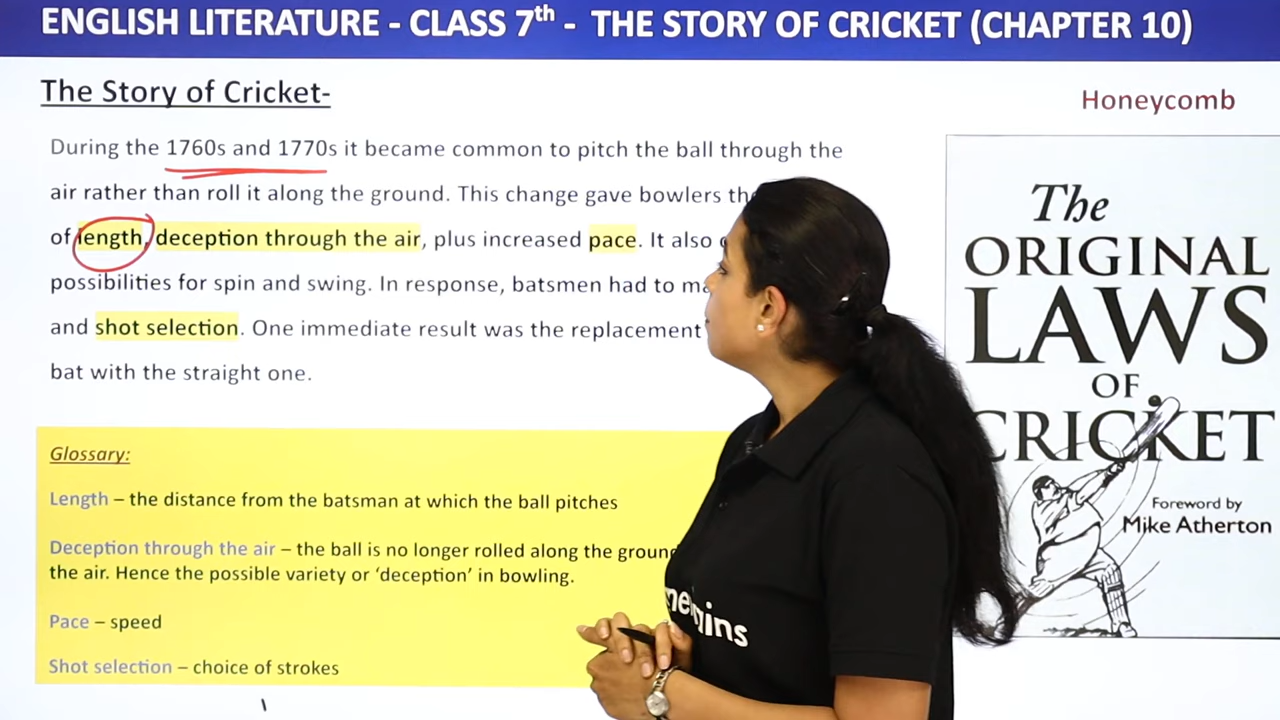 ENGLISH LITERATURE - CLASS 7th - THE STORY OF CRICKET (CHAPTER 10)
The Story of Cricket-
Honeycomb
During the 1760s and 1770s it became common to pitch the ball through the
air rather than roll it along the ground. This change gave bowlers
of length, deception through the air, plus increased pace. It also
possibilities for spin and swing. In response, batsmen had to
and shot selection. One immediate result was the replacement
bat with the straight one.
The
ORIGINAL
LAWS
OF
CRICKET
Foreword by
Mike Atherton
Glossary:
Length – the distance from the batsman at which the ball pitches
Deception through the air – the ball is no longer rolled along the ground
the air. Hence the possible variety or ‘deception’ in bowling.
Pace – speed
Shot selection – choice of strokes